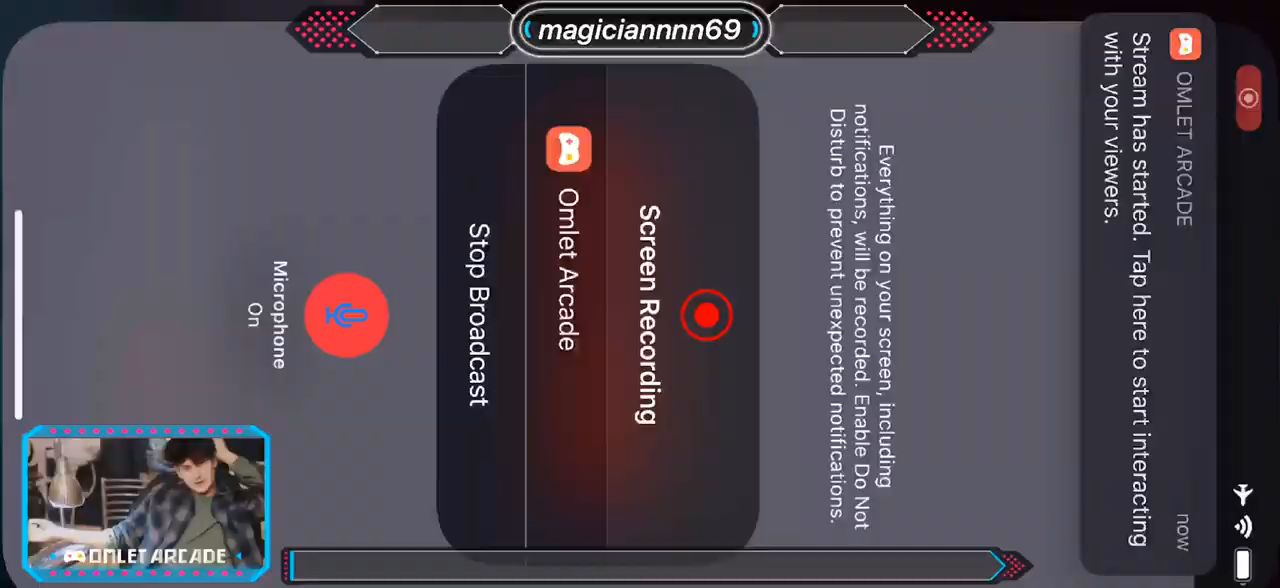 magiciannnn69
OMLET ARCADE
now
Stream has started. Tap here to start interacting
with your viewers.
Everything on your screen, including
notifications, will be recorded. Enable Do Not
Disturb to prevent unexpected notifications.
Screen Recording
Omlet Arcade
Stop Broadcast
Microphone
On
OMLET ARCADE